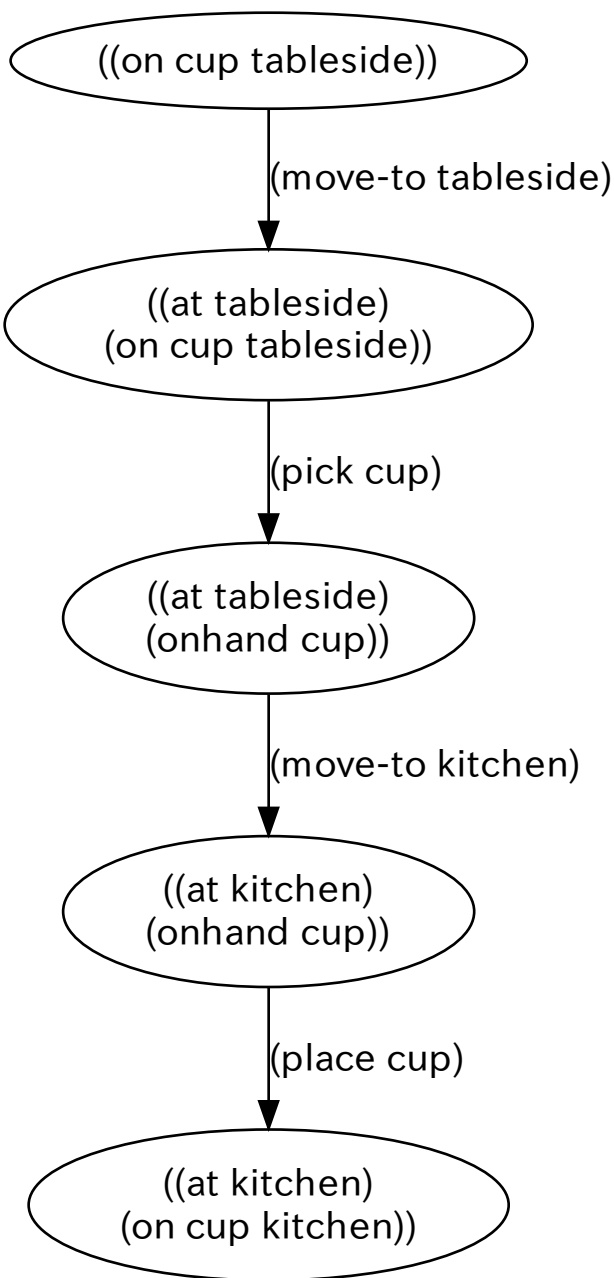 ((on cup tableside))
(move-to tableside)
((at tableside)
(on cup tableside))
(pick cup)
((at tableside)
(onhand cup))
(move-to kitchen)
((at kitchen)
(onhand cup))
(place cup)
((at kitchen)
(on cup kitchen))